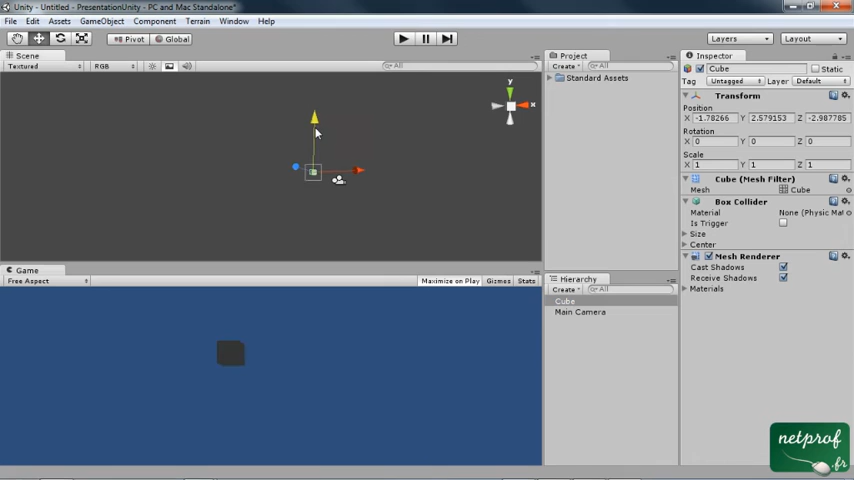 Unity - Untitled - PresentationUnity - PC and Mac Standalone*
File Edit Assets GameObject Component Terrain Window Help
Pivot Global Layers Layout
Scene
Textured RGB All
y
x
Game
Free Aspect Maximize on Play Gizmos Stats
Project
Create All
Standard Assets
Hierarchy
Create All
Cube
Main Camera
Inspector
Cube Static
Tag Untagged Layer Default
Transform
Position
X -1.78266 Y 2.579153 Z -2.987785
Rotation
X 0 Y 0 Z 0
Scale
X 1 Y 1 Z 1
Cube (Mesh Filter)
Mesh Cube
Box Collider
Material None (Physic Mat
Is Trigger
Size
Center
Mesh Renderer
Cast Shadows
Receive Shadows
Materials
netprof
.fr